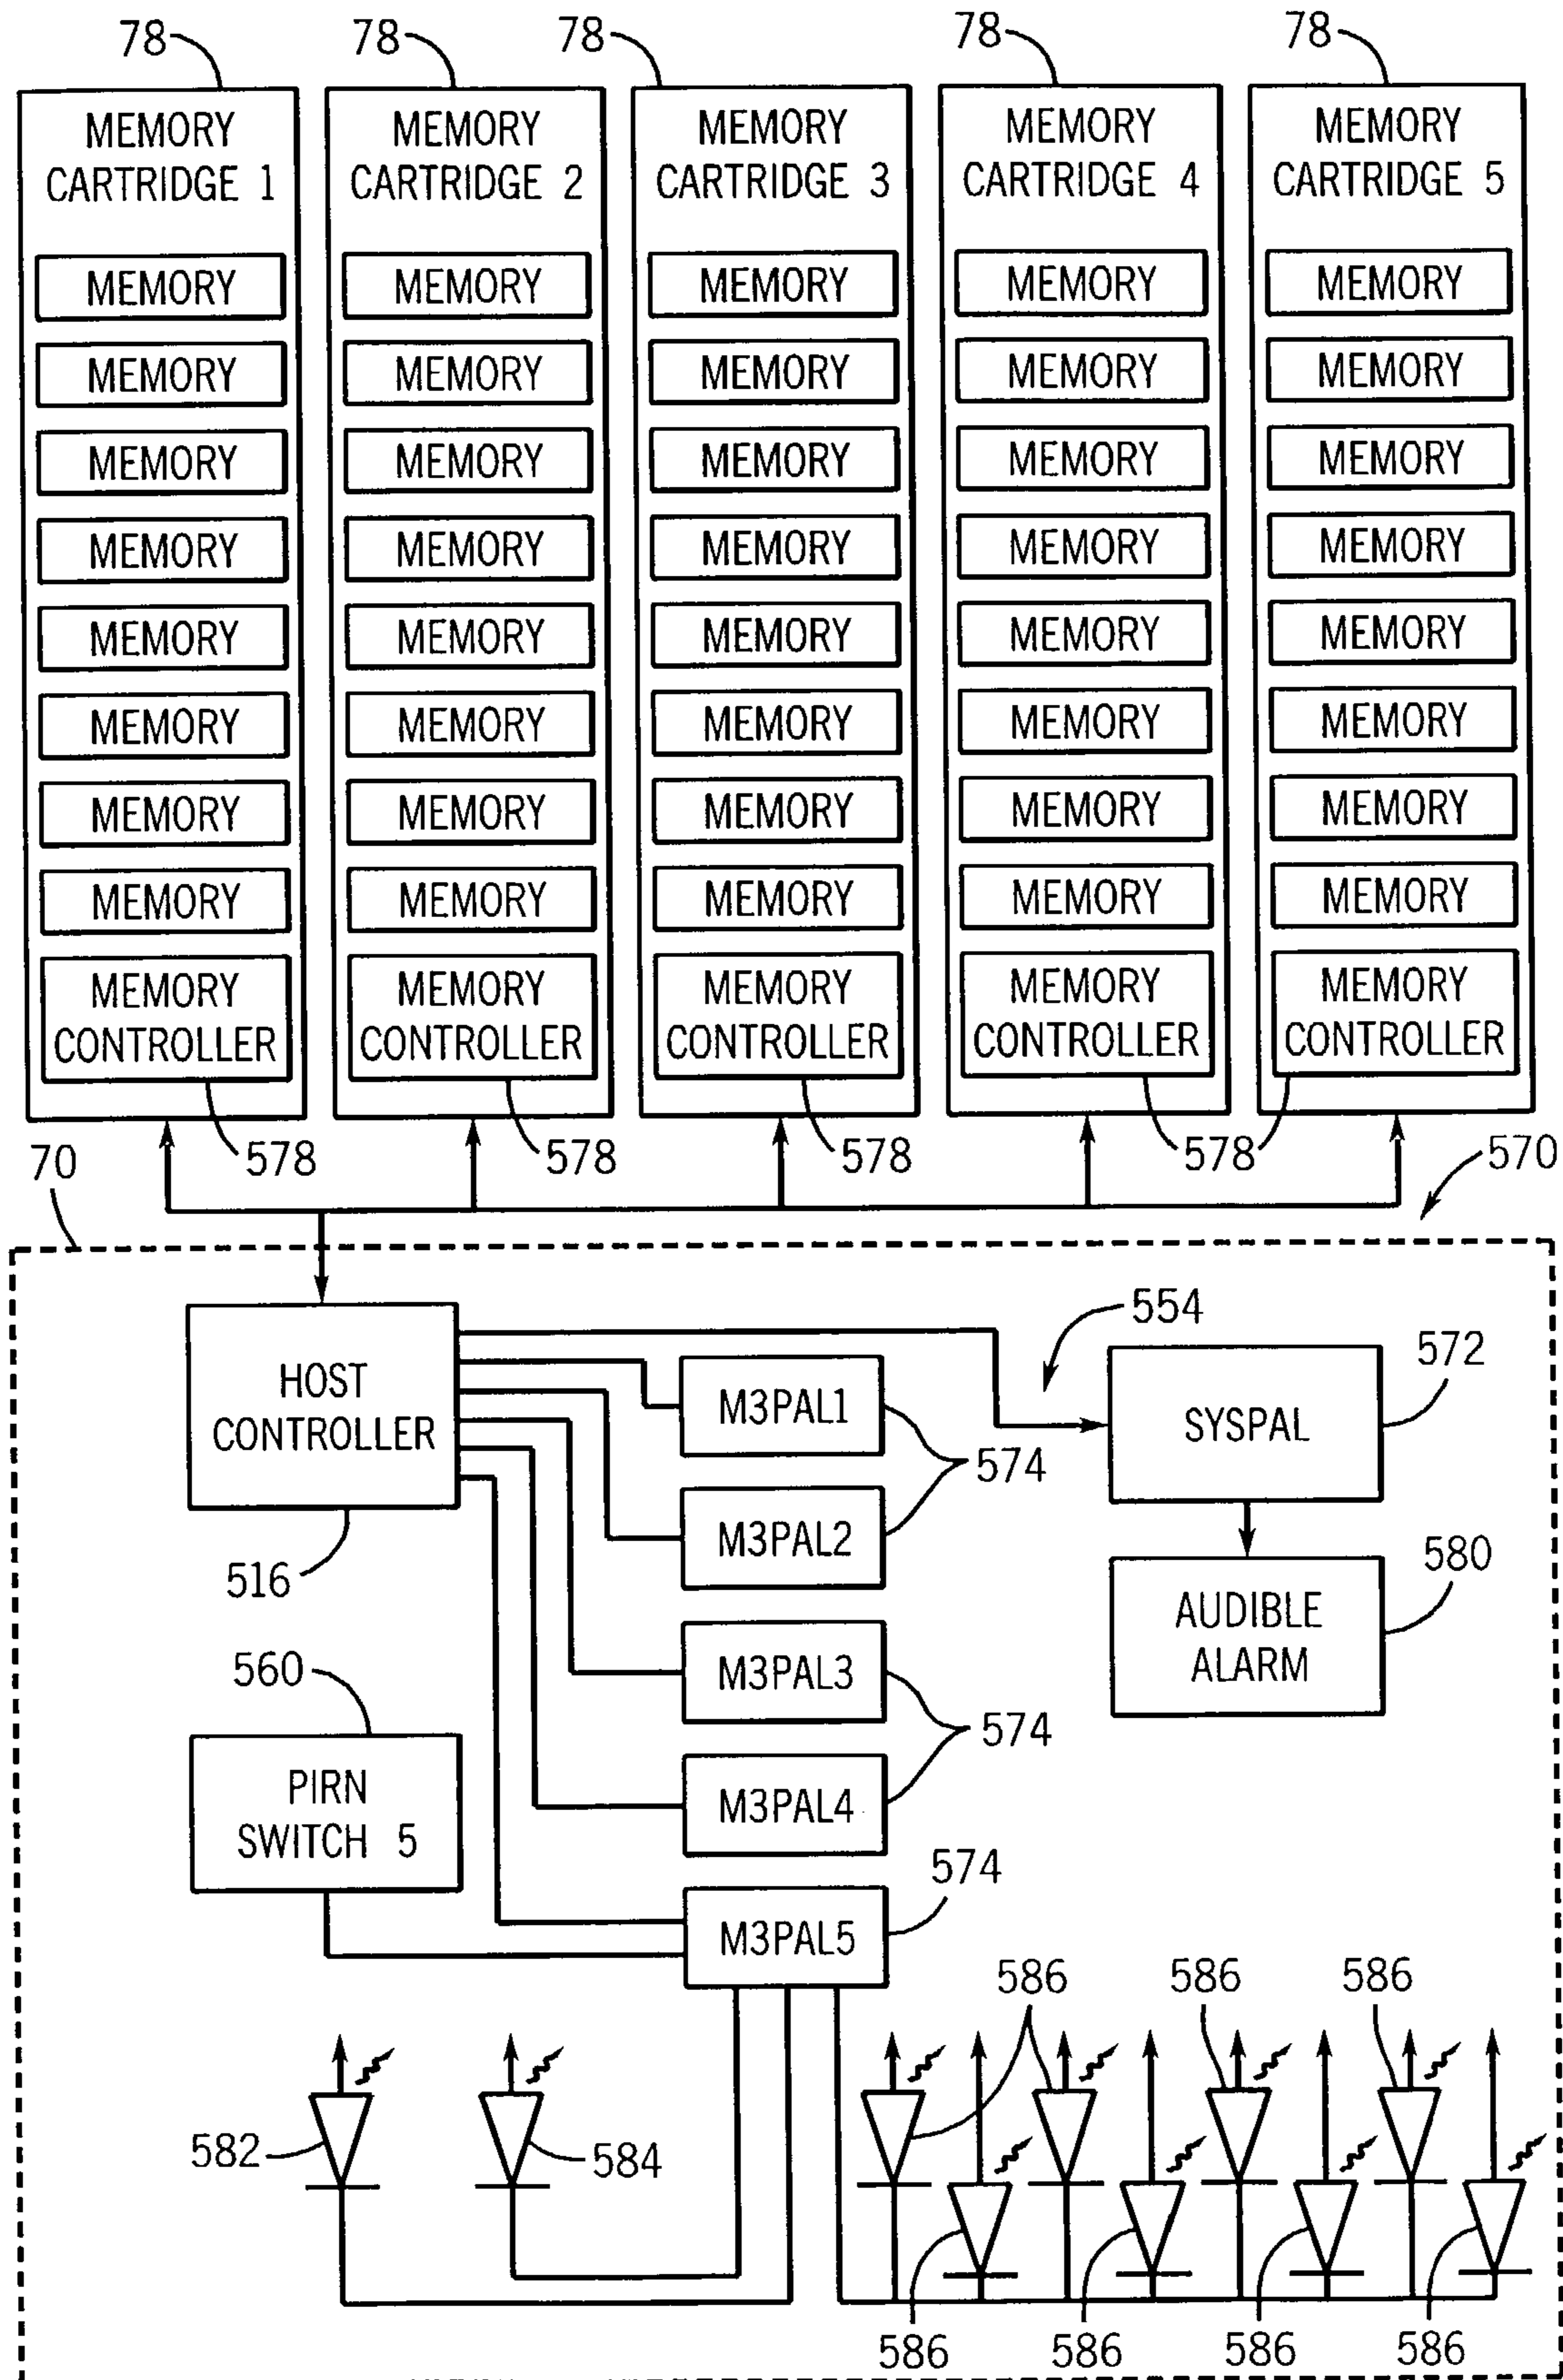 78 78 78 78 78
MEMORY CARTRIDGE 1
MEMORY
MEMORY
MEMORY
MEMORY
MEMORY
MEMORY
MEMORY
MEMORY
MEMORY CONTROLLER
578
MEMORY CARTRIDGE 2
MEMORY
MEMORY
MEMORY
MEMORY
MEMORY
MEMORY
MEMORY
MEMORY
MEMORY CONTROLLER
578
MEMORY CARTRIDGE 3
MEMORY
MEMORY
MEMORY
MEMORY
MEMORY
MEMORY
MEMORY
MEMORY
MEMORY CONTROLLER
578
MEMORY CARTRIDGE 4
MEMORY
MEMORY
MEMORY
MEMORY
MEMORY
MEMORY
MEMORY
MEMORY
MEMORY CONTROLLER
578
MEMORY CARTRIDGE 5
MEMORY
MEMORY
MEMORY
MEMORY
MEMORY
MEMORY
MEMORY
MEMORY
MEMORY CONTROLLER
70
570
HOST CONTROLLER
516
554
M3PAL1
574
M3PAL2
SYSPAL
572
AUDIBLE ALARM
580
M3PAL3
574
M3PAL4
560
PIRN SWITCH 5
574
M3PAL5
582
584
586 586 586
586 586 586 586